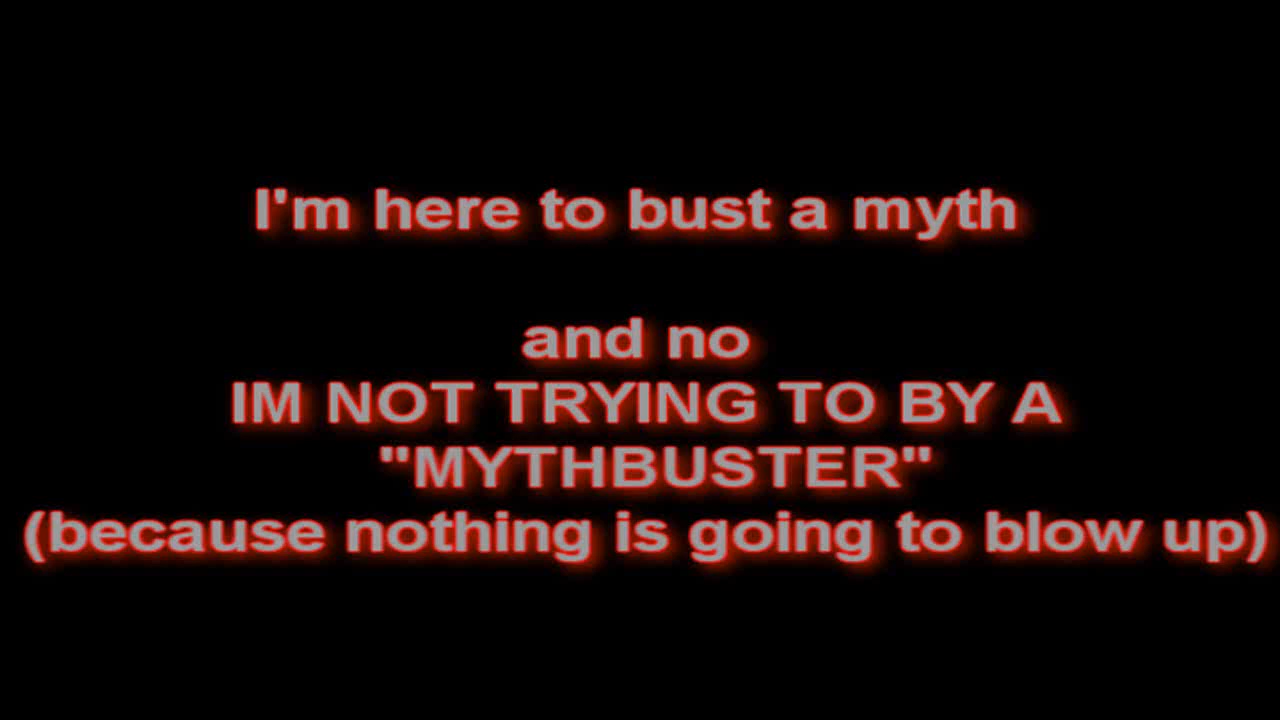 I'm here to bust a myth
and no
IM NOT TRYING TO BY A
"MYTHBUSTER"
(because nothing is going to blow up)